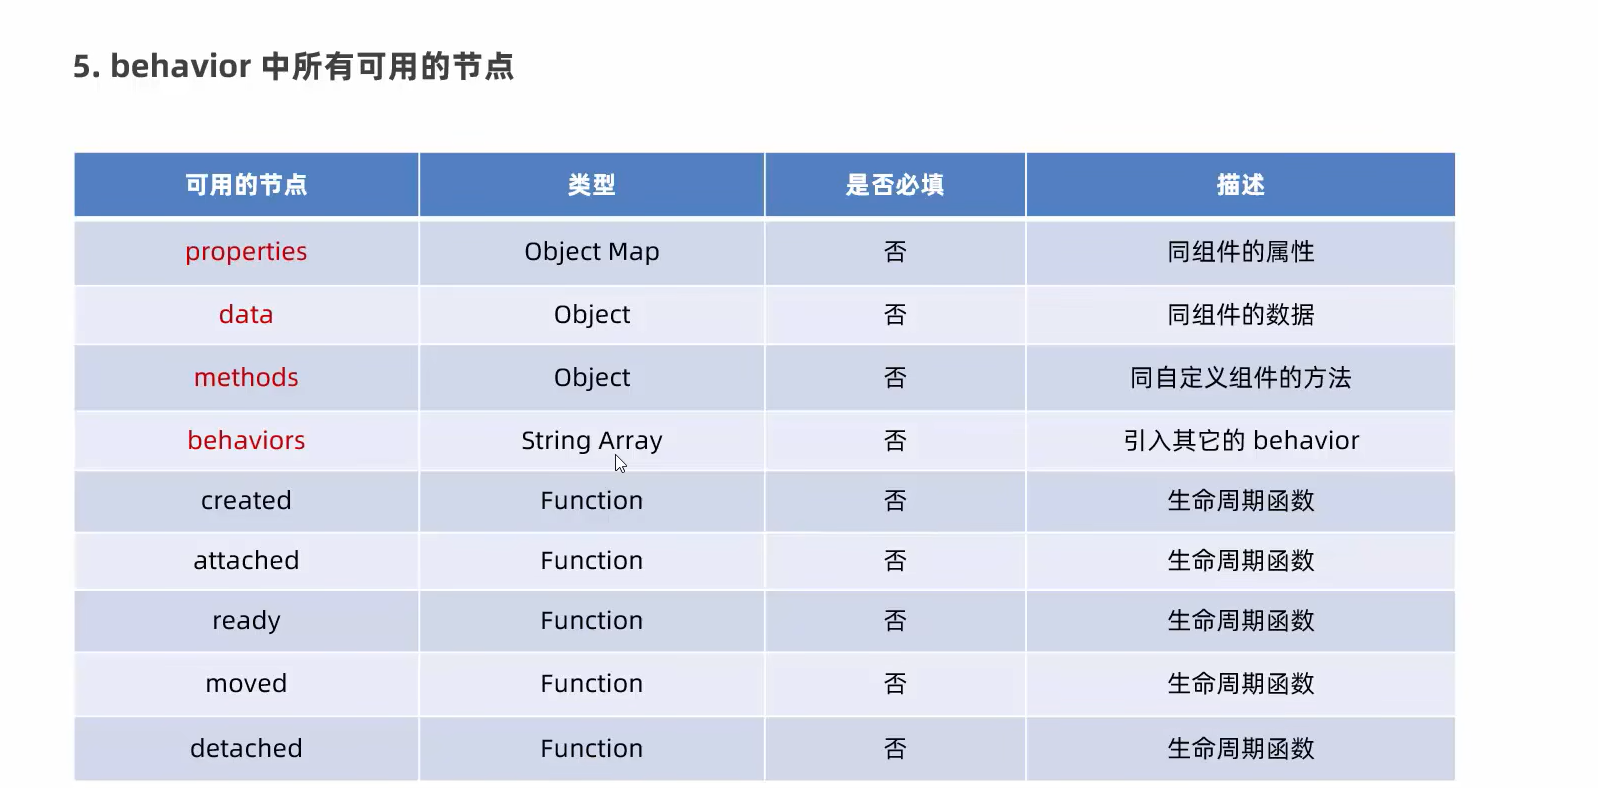 5. behavior 中所有可用的节点
可用的节点 类型 是否必填 描述
properties Object Map 否 同组件的属性
data Object 否 同组件的数据
methods Object 否 同自定义组件的方法
behaviors String Array 否 引入其它的 behavior
created Function 否 生命周期函数
attached Function 否 生命周期函数
ready Function 否 生命周期函数
moved Function 否 生命周期函数
detached Function 否 生命周期函数